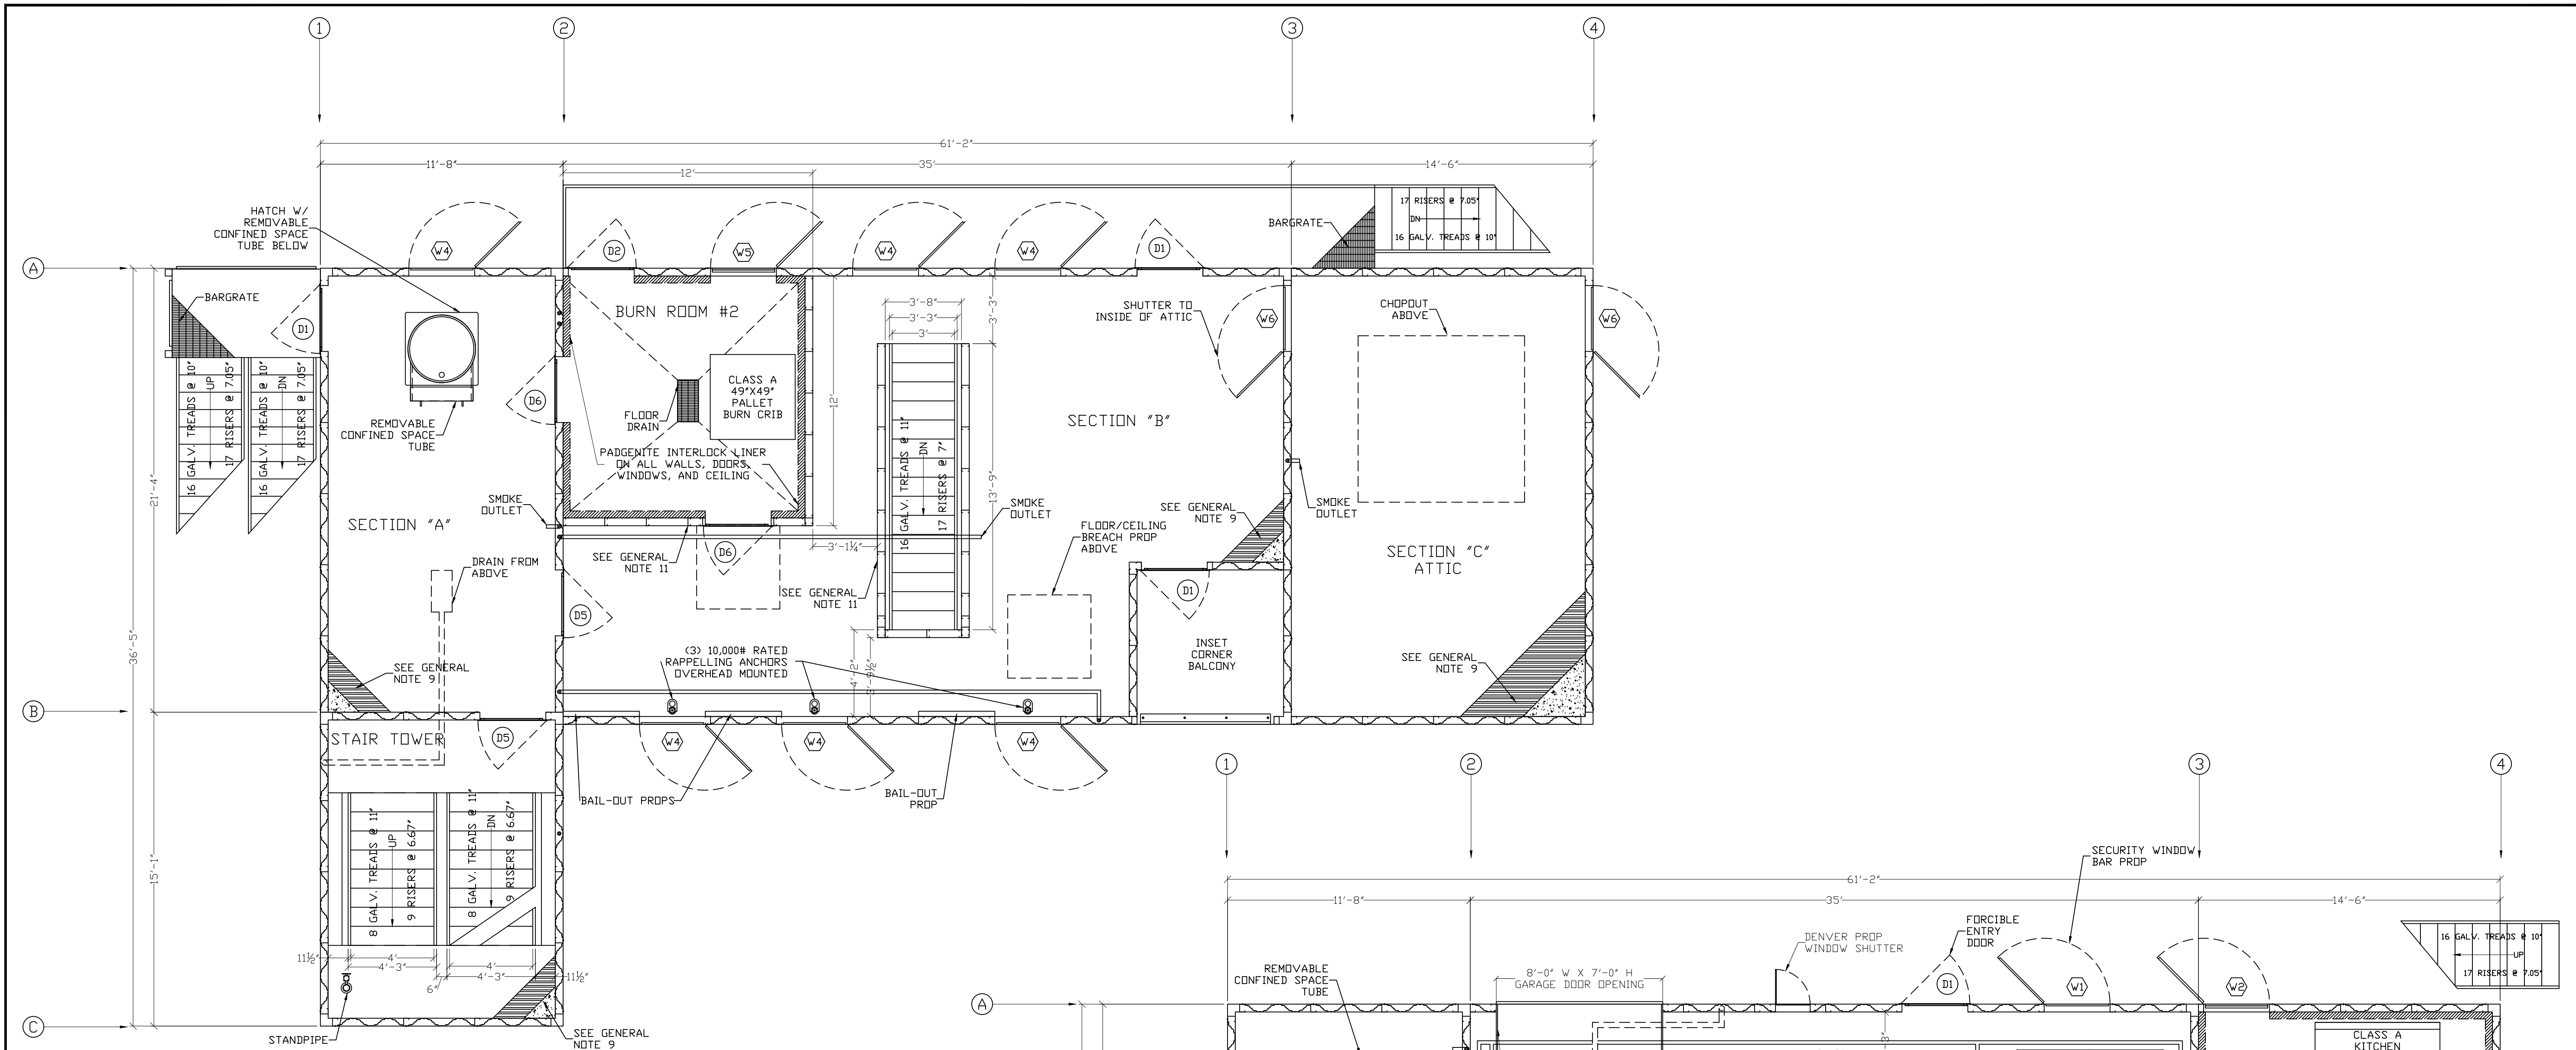 1
2
3
4
61'-2"
11'-8"
35'
14'-6"
12'
HATCH W/
REMOVABLE
CONFINED SPACE
TUBE BELOW
W4
D2
W5
W4
W4
D1
BARGRATE
17 RISERS @ 7.05"
DN
16 GALV. TREADS @ 10"
A
BARGRATE
D1
BURN ROOM #2
3'-8"
3'-3"
3'
3'-3"
SHUTTER TO
INSIDE OF ATTIC
W6
CHOPOUT
ABOVE
W6
16 GALV. TREADS @ 10"
UP
17 RISERS @ 7.05"
16 GALV. TREADS @ 10"
DN
17 RISERS @ 7.05"
REMOVABLE
CONFINED SPACE
TUBE
D6
FLOOR
DRAIN
CLASS A
49"X49"
PALLET
BURN CRIB
12'
SECTION "B"
PADGENITE INTERLOCK LINER
ON ALL WALLS, DOORS,
WINDOWS, AND CEILING
16 GALV. TREADS @ 11"
DN
17 RISERS @ 7"
13'-9"
21'-4"
36'-5"
SECTION "A"
SMOKE
OUTLET
SMOKE
OUTLET
SMOKE
OUTLET
SEE GENERAL
NOTE 9
FLOOR/CEILING
BREACH PROP
ABOVE
3'-1¼"
D6
SEE GENERAL
NOTE 11
SECTION "C"
ATTIC
DRAIN FROM
ABOVE
SEE GENERAL
NOTE 11
D1
D5
INSET
CORNER
BALCONY
(3) 10,000# RATED
RAPPELLING ANCHORS
OVERHEAD MOUNTED
4'-2"
3'-9½"
SEE GENERAL
NOTE 9
SEE GENERAL
NOTE 9
B
STAIR TOWER
D5
W4
W4
W4
BAIL-OUT PROPS
BAIL-OUT
PROP
15'-1"
8 GALV. TREADS @ 11"
UP
9 RISERS @ 6.67"
8 GALV. TREADS @ 11"
DN
9 RISERS @ 6.67"
11½"
4'
4'-3"
6"
4'
4'-3"
11½"
STANDPIPE
SEE GENERAL
NOTE 9
C
1
2
3
4
SECURITY WINDOW
BAR PROP
61'-2"
11'-8"
35'
14'-6"
REMOVABLE
CONFINED SPACE
TUBE
8'-0" W X 7'-0" H
GARAGE DOOR OPENING
DENVER PROP
WINDOW SHUTTER
FORCIBLE
ENTRY
DOOR
D1
W1
W2
16 GALV. TREADS @ 10"
UP
17 RISERS @ 7.05"
A
3"
CLASS A
KITCHEN